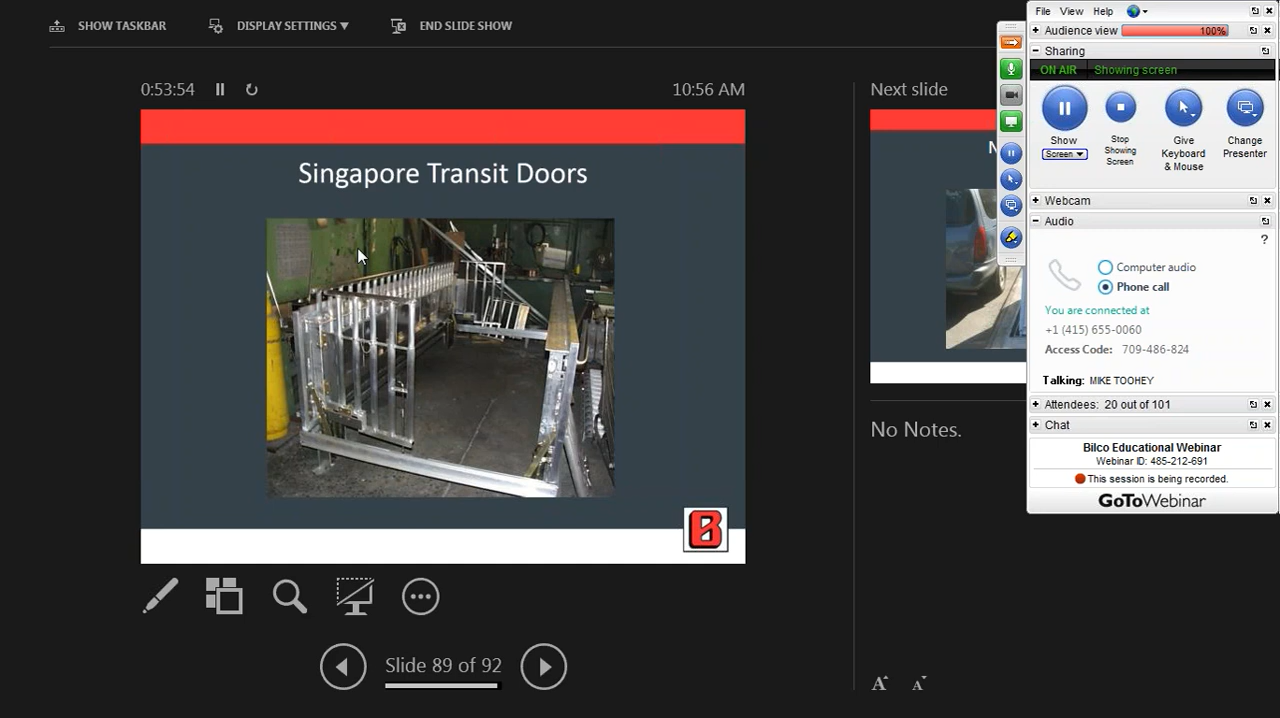 SHOW TASKBAR
DISPLAY SETTINGS ▼
END SLIDE SHOW
0:53:54
10:56 AM
Singapore Transit Doors
B
Slide 89 of 92
Next slide
N
No Notes.
A
A
File View Help
Audience view 100%
Sharing
ON AIR Showing screen
Show
Screen
Stop
Showing
Screen
Give
Keyboard
& Mouse
Change
Presenter
Webcam
Audio
?
Computer audio
Phone call
You are connected at
+1 (415) 655-0060
Access Code: 709-486-824
Talking: MIKE TOOHEY
Attendees: 20 out of 101
Chat
Bilco Educational Webinar
Webinar ID: 485-212-691
This session is being recorded.
GoToWebinar